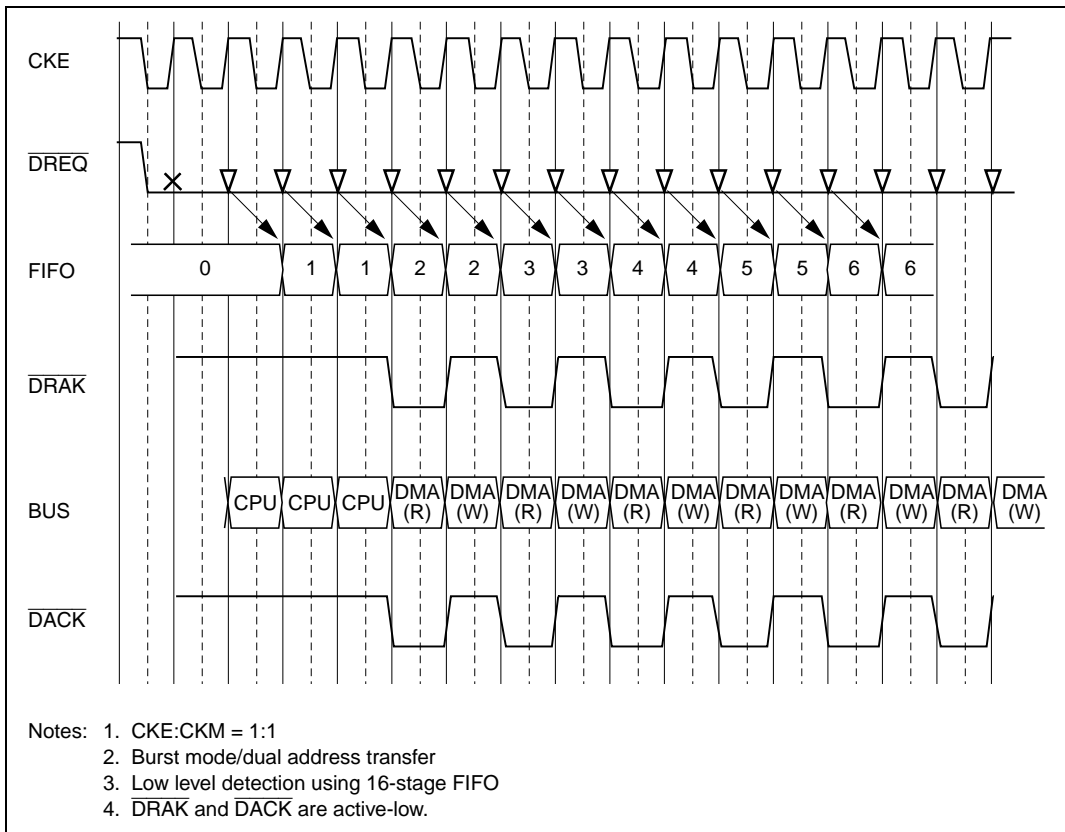 CKE
DREQ
FIFO 0 1 1 2 2 3 3 4 4 5 5 6 6
DRAK
BUS CPU CPU CPU DMA (R) DMA (W) DMA (R) DMA (W) DMA (R) DMA (W) DMA (R) DMA (W) DMA (R) DMA (W) DMA (R) DMA (W)
DACK
Notes: 1. CKE:CKM = 1:1
2. Burst mode/dual address transfer
3. Low level detection using 16-stage FIFO
4. DRAK and DACK are active-low.